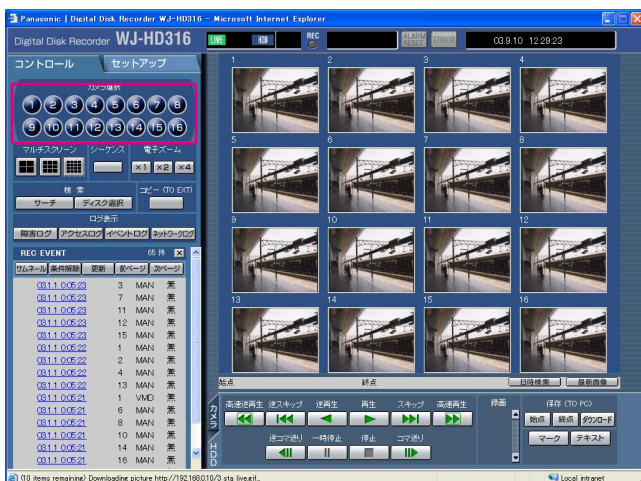 Panasonic | Digital Disk Recorder WJ-HD316 - Microsoft Internet Explorer
Digital Disk Recorder WJ-HD316
LIVE HDD REC ALARM RESET ERROR 03.9.10 12:29:23
コントロール セットアップ
カメラ選択
1 2 3 4 5 6 7 8
9 10 11 12 13 14 15 16
マルチスクリーン シーケンス 電子ズーム
×1 ×2 ×4
検 索 コピー (TO EXT)
サーチ ディスク選択
ログ表示
障害ログ アクセスログ イベントログ ネットワークログ
REC EVENT 65 件
サムネール 条件解除 更新 前ページ 次ページ
03.1.1 0:05:23 3 MAN 無
03.1.1 0:05:23 7 MAN 無
03.1.1 0:05:23 11 MAN 無
03.1.1 0:05:23 12 MAN 無
03.1.1 0:05:23 15 MAN 無
03.1.1 0:05:22 1 MAN 無
03.1.1 0:05:22 2 MAN 無
03.1.1 0:05:22 4 MAN 無
03.1.1 0:05:22 13 MAN 無
03.1.1 0:05:21 1 VMD 無
03.1.1 0:05:21 6 MAN 無
03.1.1 0:05:21 8 MAN 無
03.1.1 0:05:21 10 MAN 無
03.1.1 0:05:21 14 MAN 無
03.1.1 0:05:21 16 MAN 無
1 2 3 4
5 6 7 8
9 10 11 12
13 14 15 16
始点 終点 日時検索 最新画像
カメラ
HDD
高速逆再生 逆スキップ 逆再生 再生 スキップ 高速再生
逆コマ送り 一時停止 停止 コマ送り
録画
保存 (TO PC)
始点 終点 ダウンロード
マーク テキスト
(10 items remaining) Downloading picture http://192.168.0.10/3_sta_live.gif... Local intranet